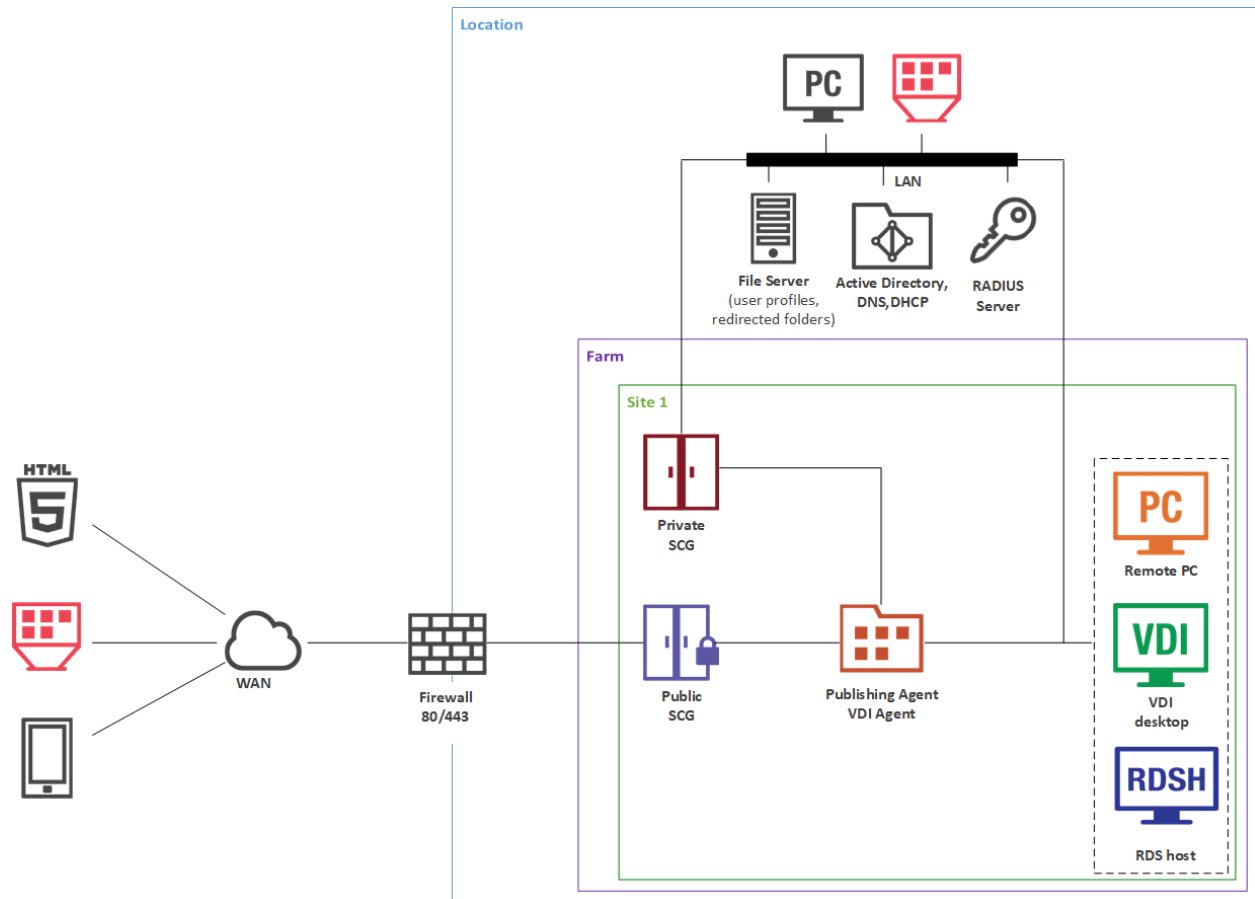 Location
PC
LAN
File Server
(user profiles,
redirected folders)
Active Directory,
DNS,DHCP
RADIUS
Server
Farm
Site 1
HTML
5
WAN
Firewall
80/443
Private
SCG
Public
SCG
Publishing Agent
VDI Agent
PC
Remote PC
VDI
VDI
desktop
RDSH
RDS host